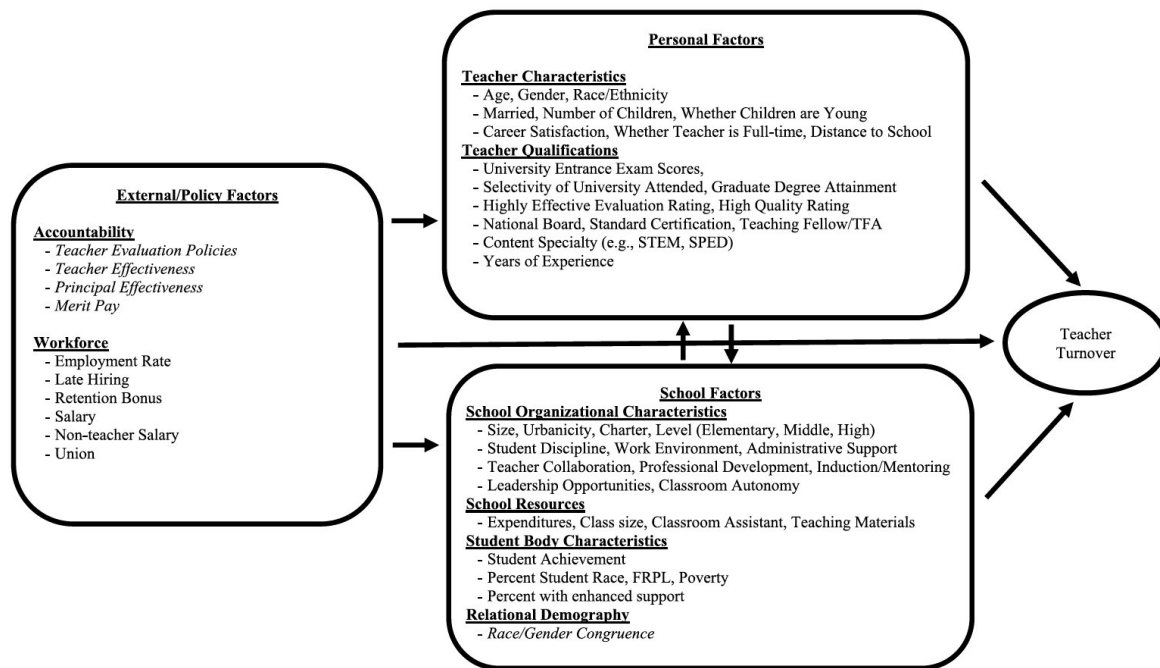 Personal Factors
Teacher Characteristics
- Age, Gender, Race/Ethnicity
- Married, Number of Children, Whether Children are Young
- Career Satisfaction, Whether Teacher is Full-time, Distance to School
Teacher Qualifications
- University Entrance Exam Scores,
- Selectivity of University Attended, Graduate Degree Attainment
- Highly Effective Evaluation Rating, High Quality Rating
- National Board, Standard Certification, Teaching Fellow/TFA
- Content Specialty (e.g., STEM, SPED)
- Years of Experience
External/Policy Factors
Accountability
- Teacher Evaluation Policies
- Teacher Effectiveness
- Principal Effectiveness
- Merit Pay
Workforce
- Employment Rate
- Late Hiring
- Retention Bonus
- Salary
- Non-teacher Salary
- Union
Teacher
Turnover
School Factors
School Organizational Characteristics
- Size, Urbanicity, Charter, Level (Elementary, Middle, High)
- Student Discipline, Work Environment, Administrative Support
- Teacher Collaboration, Professional Development, Induction/Mentoring
- Leadership Opportunities, Classroom Autonomy
School Resources
- Expenditures, Class size, Classroom Assistant, Teaching Materials
Student Body Characteristics
- Student Achievement
- Percent Student Race, FRPL, Poverty
- Percent with enhanced support
Relational Demography
- Race/Gender Congruence